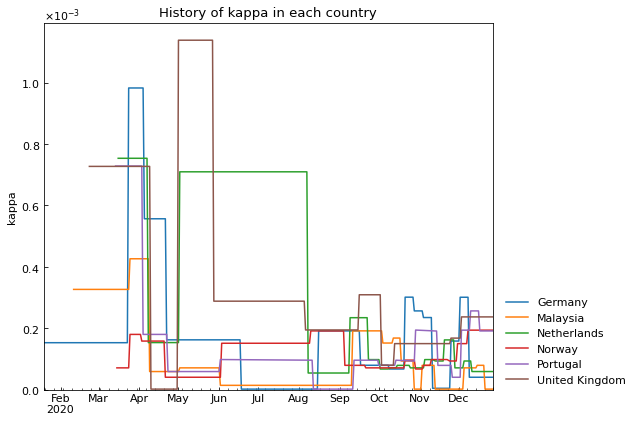 History of kappa in each country
×10⁻³
1.0
0.8
0.6
0.4
0.2
0.0
kappa
Feb Mar Apr May Jun Jul Aug Sep Oct Nov Dec
2020
Germany
Malaysia
Netherlands
Norway
Portugal
United Kingdom